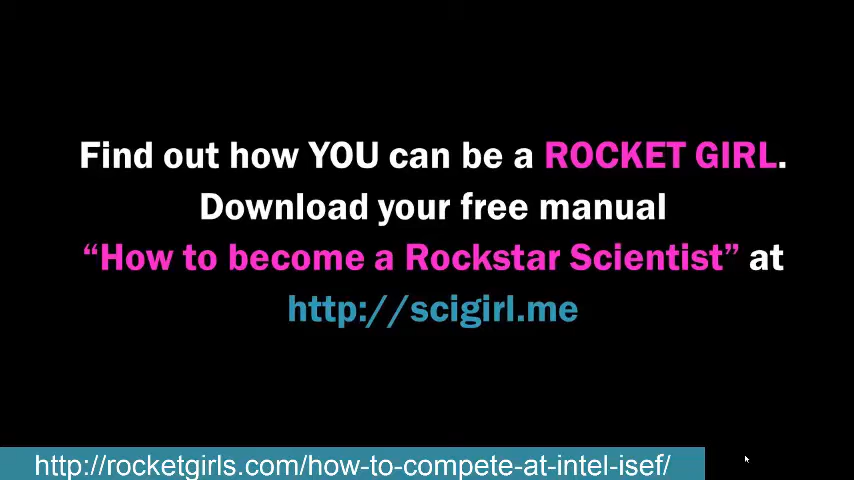 Find out how YOU can be a ROCKET GIRL.
Download your free manual
“How to become a Rockstar Scientist” at
http://scigirl.me
http://rocketgirls.com/how-to-compete-at-intel-isef/